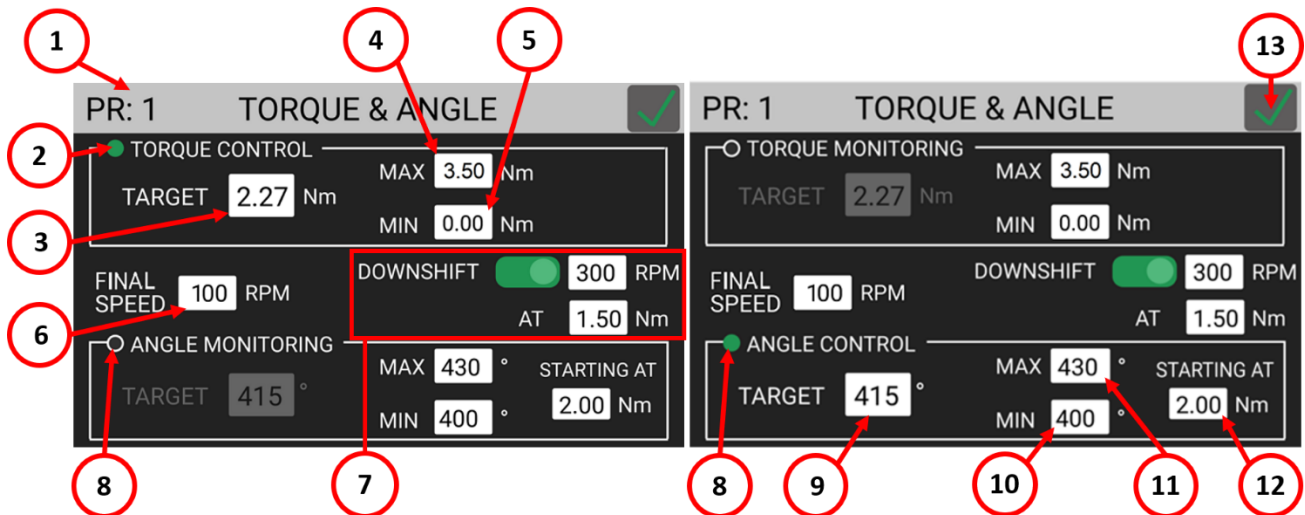 1
4
5
13
PR: 1 TORQUE & ANGLE
2
TORQUE CONTROL
MAX 3.50 Nm
TARGET 2.27 Nm
MIN 0.00 Nm
3
DOWNSHIFT 300 RPM
FINAL
SPEED 100 RPM
AT 1.50 Nm
6
ANGLE MONITORING
MAX 430 ° STARTING AT
TARGET 415 °
2.00 Nm
MIN 400 °
8
7
PR: 1 TORQUE & ANGLE
TORQUE MONITORING
MAX 3.50 Nm
TARGET 2.27 Nm
MIN 0.00 Nm
DOWNSHIFT 300 RPM
FINAL
SPEED 100 RPM
AT 1.50 Nm
ANGLE CONTROL
MAX 430 ° STARTING AT
TARGET 415 °
2.00 Nm
MIN 400 °
8
9
10
11
12